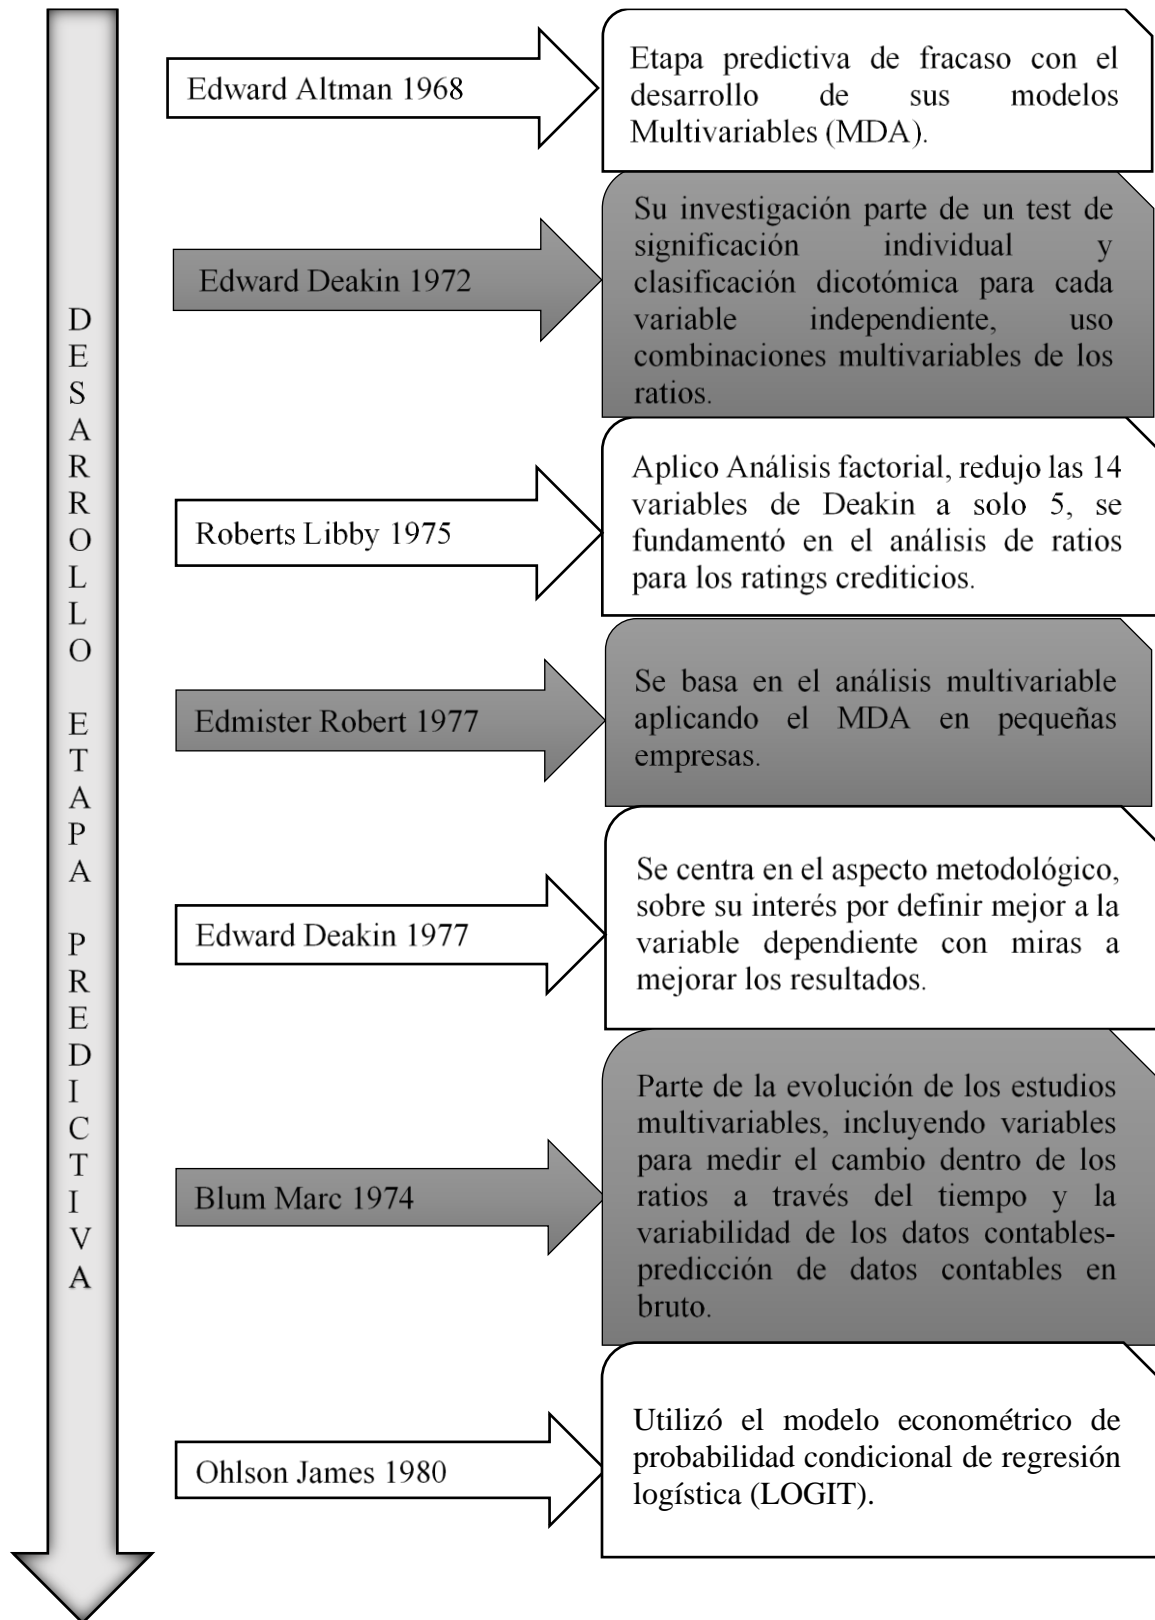 DESARROLLO ETAPA PREDICTIVA
Edward Altman 1968
Etapa predictiva de fracaso con el
desarrollo de sus modelos
Multivariables (MDA).
Edward Deakin 1972
Su investigación parte de un test de
significación individual y
clasificación dicotómica para cada
variable independiente, uso
combinaciones multivariables de los
ratios.
Roberts Libby 1975
Aplico Análisis factorial, redujo las 14
variables de Deakin a solo 5, se
fundamentó en el análisis de ratios
para los ratings crediticios.
Edmister Robert 1977
Se basa en el análisis multivariable
aplicando el MDA en pequeñas
empresas.
Edward Deakin 1977
Se centra en el aspecto metodológico,
sobre su interés por definir mejor a la
variable dependiente con miras a
mejorar los resultados.
Blum Marc 1974
Parte de la evolución de los estudios
multivariables, incluyendo variables
para medir el cambio dentro de los
ratios a través del tiempo y la
variabilidad de los datos contables-
predicción de datos contables en
bruto.
Ohlson James 1980
Utilizó el modelo econométrico de
probabilidad condicional de regresión
logística (LOGIT).